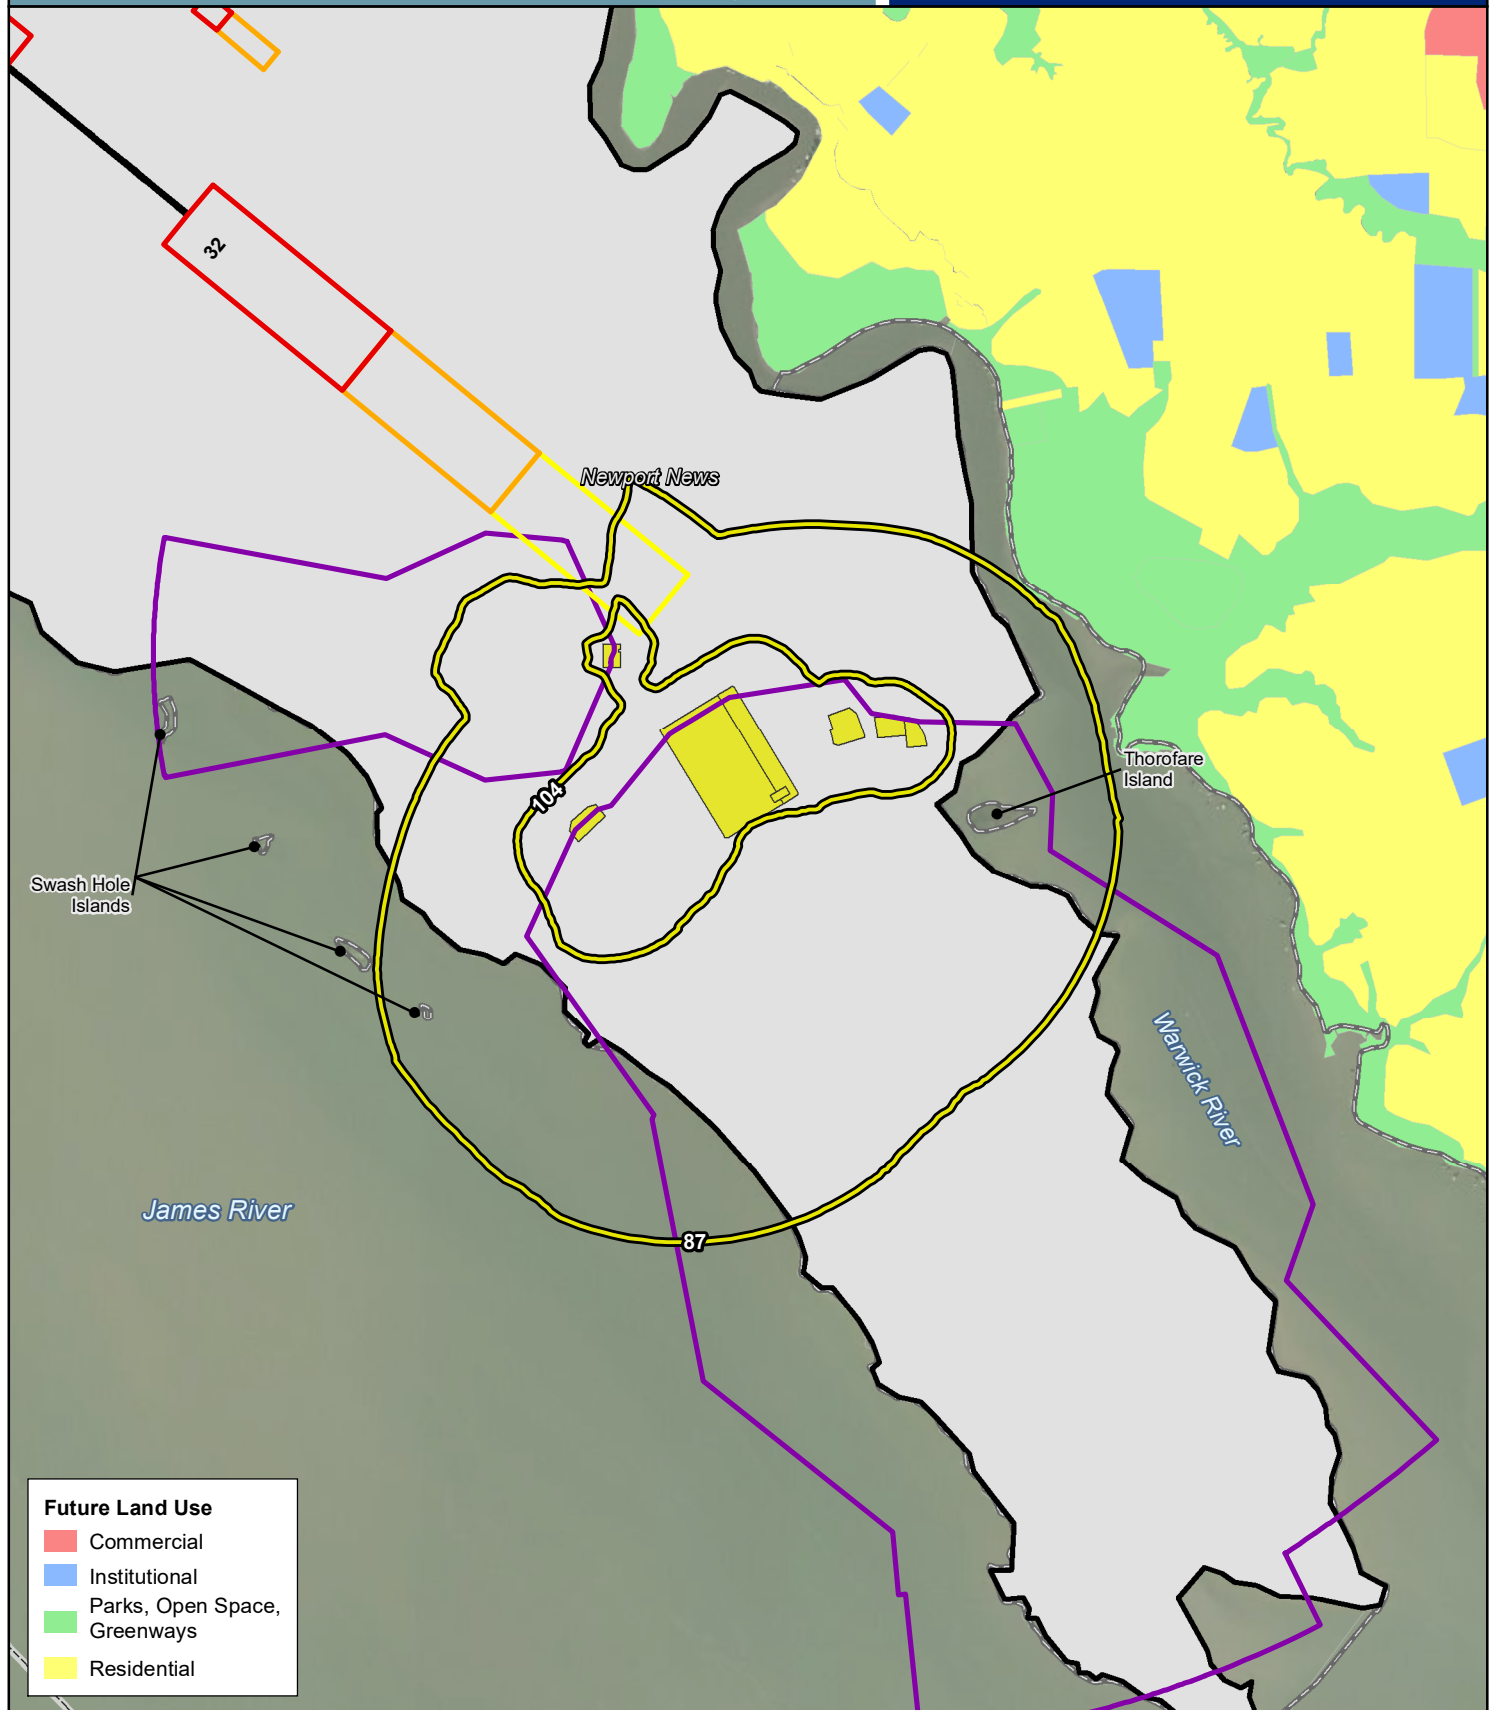 32
Newport News
Thorofare
Island
104
Swash Hole
Islands
Warwick River
James River
87
Future Land Use
Commercial
Institutional
Parks, Open Space,
Greenways
Residential